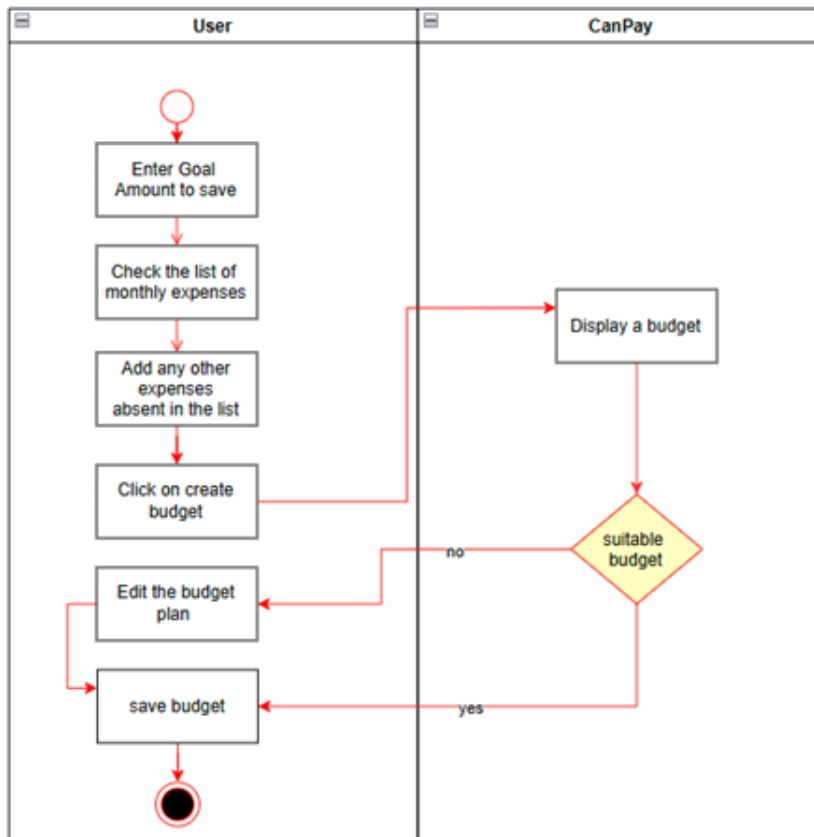 User
CanPay
Enter Goal
Amount to save
Check the list of
monthly expenses
Display a budget
Add any other
expenses
absent in the list
Click on create
budget
suitable
budget
no
Edit the budget
plan
save budget
yes